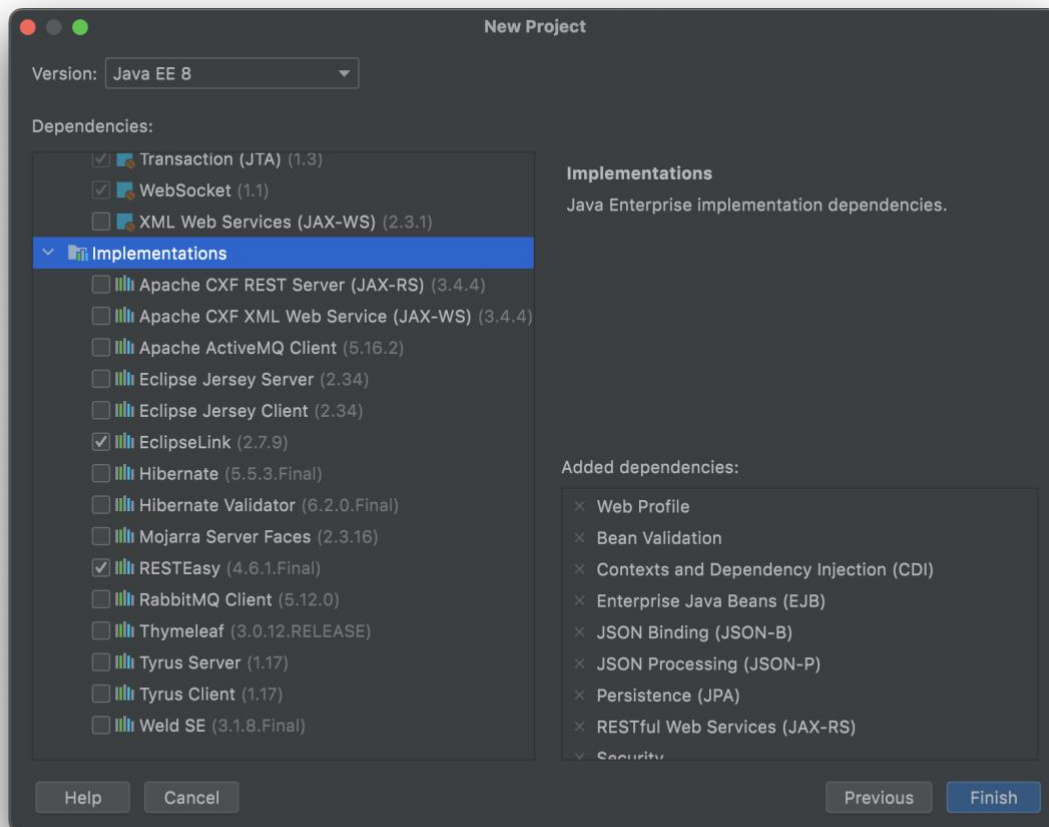 New Project
Version: Java EE 8
Dependencies:
Transaction (JTA) (1.3)
WebSocket (1.1)
XML Web Services (JAX-WS) (2.3.1)
Implementations
Apache CXF REST Server (JAX-RS) (3.4.4)
Apache CXF XML Web Service (JAX-WS) (3.4.4)
Apache ActiveMQ Client (5.16.2)
Eclipse Jersey Server (2.34)
Eclipse Jersey Client (2.34)
EclipseLink (2.7.9)
Hibernate (5.5.3.Final)
Hibernate Validator (6.2.0.Final)
Mojarra Server Faces (2.3.16)
RESTEasy (4.6.1.Final)
RabbitMQ Client (5.12.0)
Thymeleaf (3.0.12.RELEASE)
Tyrus Server (1.17)
Tyrus Client (1.17)
Weld SE (3.1.8.Final)
Implementations
Java Enterprise implementation dependencies.
Added dependencies:
Web Profile
Bean Validation
Contexts and Dependency Injection (CDI)
Enterprise Java Beans (EJB)
JSON Binding (JSON-B)
JSON Processing (JSON-P)
Persistence (JPA)
RESTful Web Services (JAX-RS)
Security
Help
Cancel
Previous
Finish